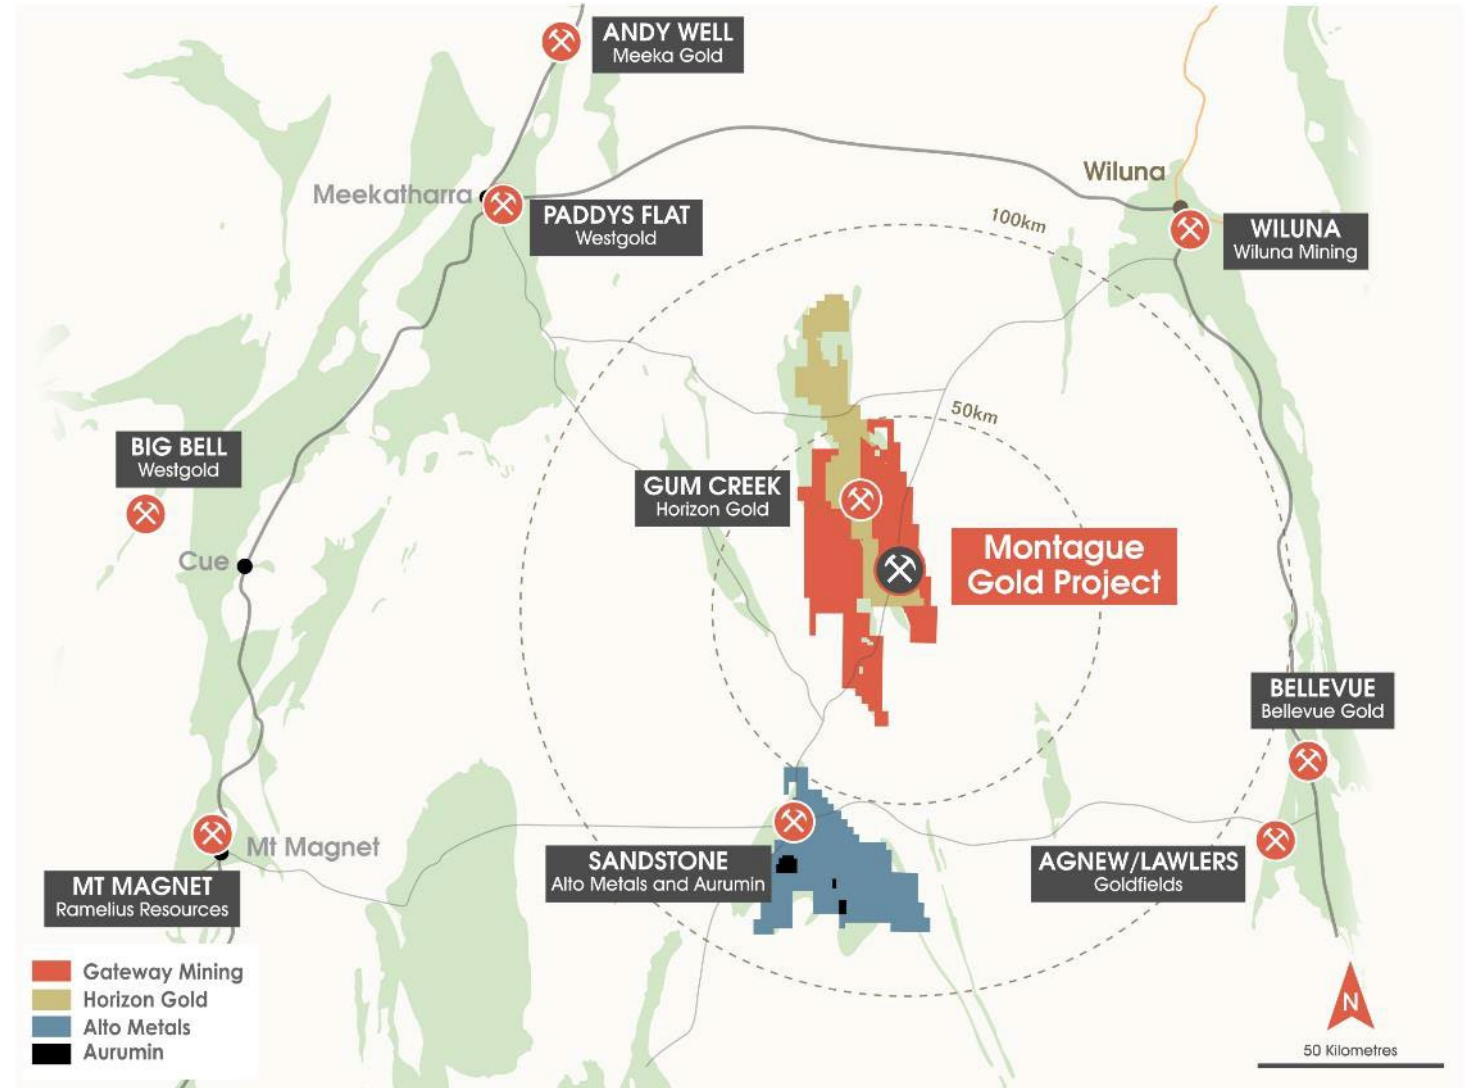 ANDY WELL
Meeka Gold
Wiluna
Meekatharra
PADDYS FLAT
Westgold
100km
WILUNA
Wiluna Mining
50km
BIG BELL
Westgold
GUM CREEK
Horizon Gold
Montague
Gold Project
Cue
BELLEVUE
Bellevue Gold
Mt Magnet
SANDSTONE
Alto Metals and Aurumin
AGNEW/LAWLERS
Goldfields
MT MAGNET
Ramelius Resources
Gateway Mining
Horizon Gold
Alto Metals
Aurumin
N
50 Kilometres